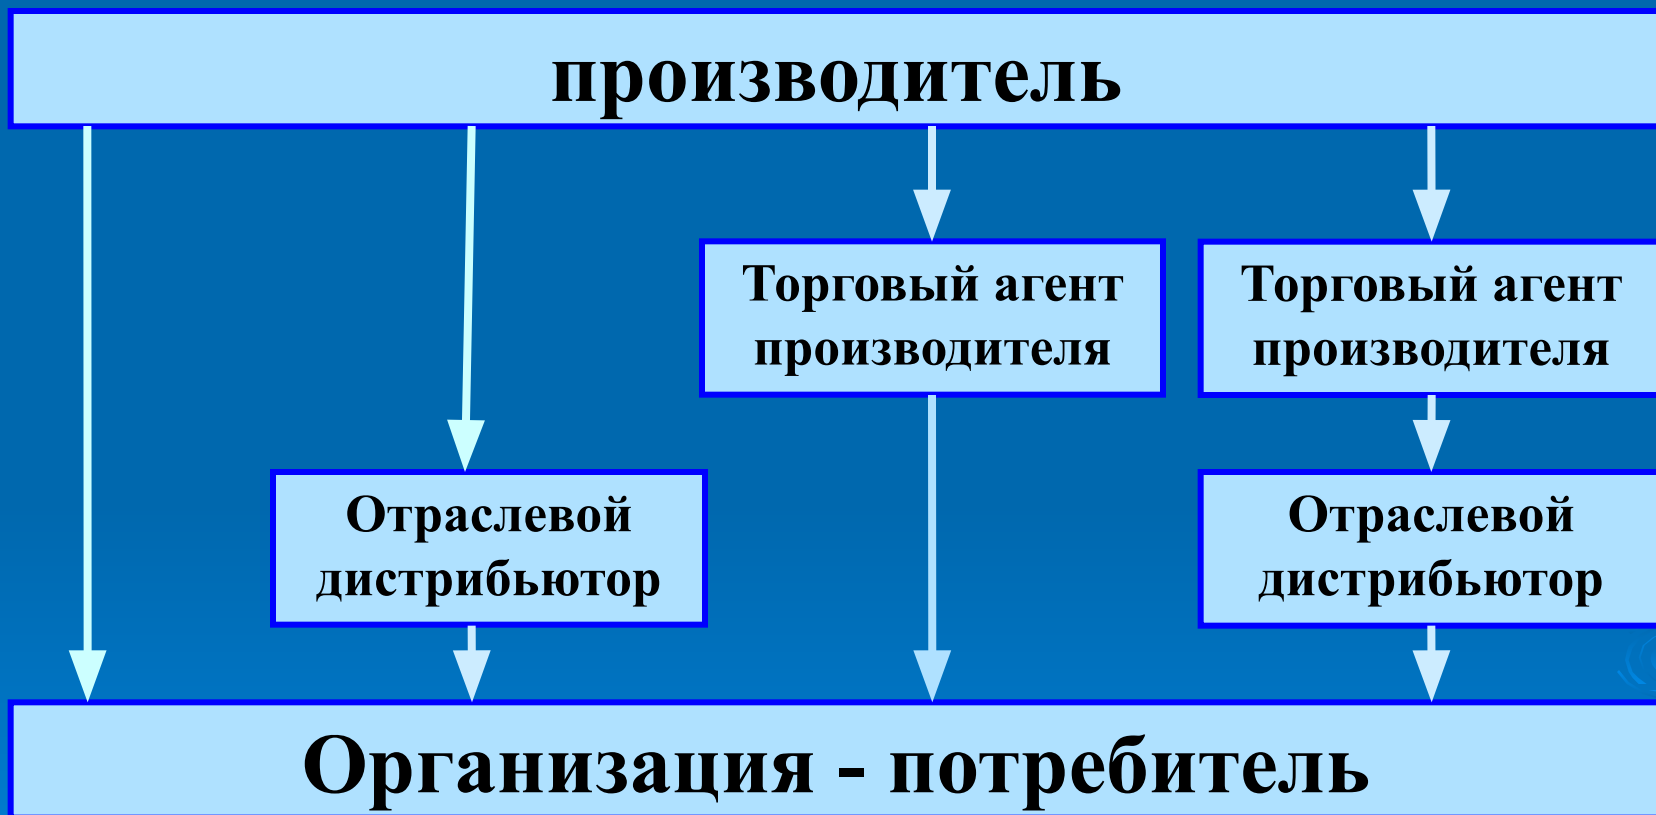 производитель
Торговый агент
производителя
Торговый агент
производителя
Отраслевой
дистрибьютор
Отраслевой
дистрибьютор
Организация - потребитель